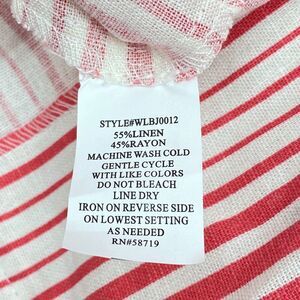 STYLE#WLBJ0012
55%LINEN
45%RAYON
MACHINE WASH COLD
GENTLE CYCLE
WITH LIKE COLORS
DO NOT BLEACH
LINE DRY
IRON ON REVERSE SIDE
ON LOWEST SETTING
AS NEEDED
RN#58719